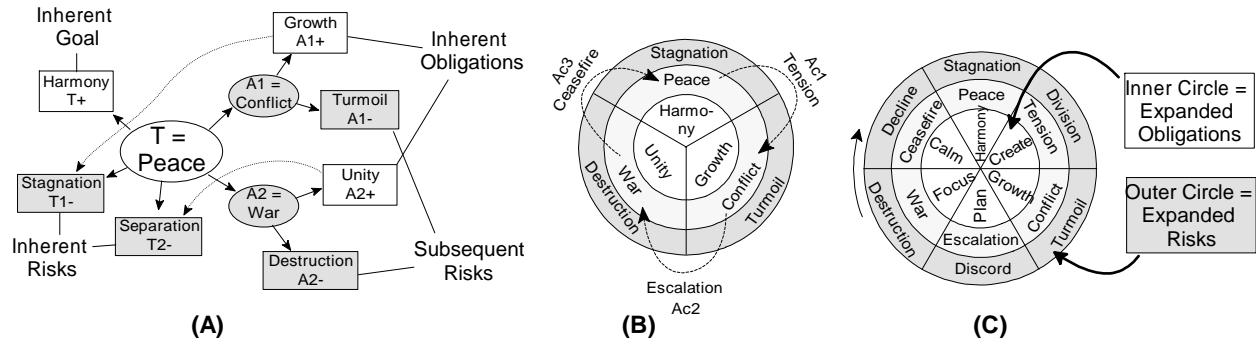 Inherent
Goal
Harmony
T+
T =
Peace
Stagnation
T1-
Separation
T2-
Inherent
Risks
Growth
A1+
A1 =
Conflict
Turmoil
A1-
Unity
A2+
A2 =
War
Destruction
A2-
Inherent
Obligations
Subsequent
Risks
(A)
Stagnation
Peace
Harmo-
ny
Unity
Growth
War
Conflict
Destruction
Turmoil
Ac3
Ceasefire
Ac1
Tension
Escalation
Ac2
(B)
Stagnation
Decline
Division
Peace
Ceasefire
Tension
Harmony
Calm
Create
Focus
Growth
Plan
War
Conflict
Escalation
Destruction
Turmoil
Discord
Inner Circle =
Expanded
Obligations
Outer Circle =
Expanded
Risks
(C)